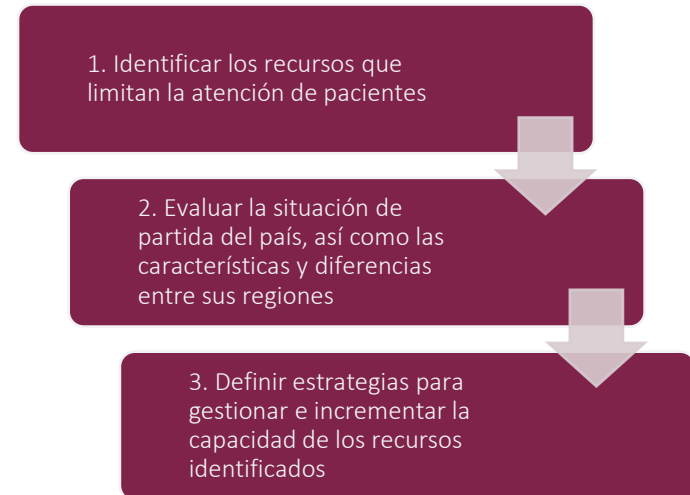 1. Identificar los recursos que
limitan la atención de pacientes
2. Evaluar la situación de
partida del país, así como las
características y diferencias
entre sus regiones
3. Definir estrategias para
gestionar e incrementar la
capacidad de los recursos
identificados